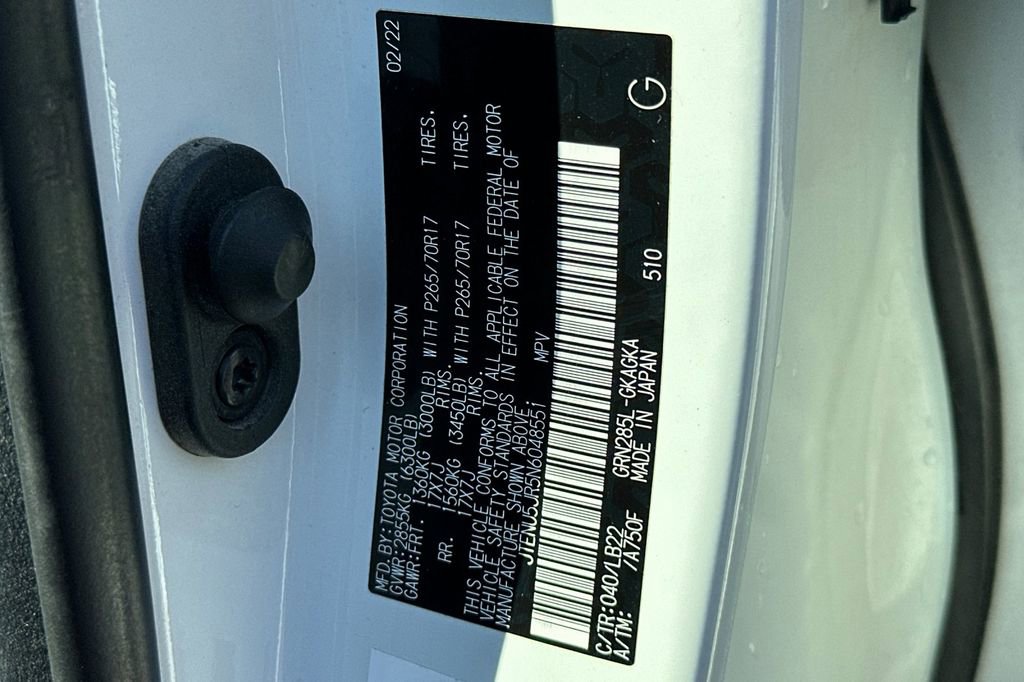 MFD.BY:TOYOTA MOTOR CORPORATION 02/22
GVWR:2855KG (6300LB)
GAWR:FRT. 1360KG (3000LB) WITH P265/70R17 TIRES.
17X7J RIMS.
RR. 1560KG (3450LB) WITH P265/70R17 TIRES.
17X7J RIMS.
THIS VEHICLE CONFORMS TO ALL APPLICABLE FEDERAL MOTOR
VEHICLE SAFETY STANDARDS IN EFFECT ON THE DATE OF
MANUFACTURE SHOWN ABOVE.
JTENU5JR5N6048551 MPV
C/TR:040/LB22 GRN285L-GKAGKA 510 G
A/TM: /A750F MADE IN JAPAN